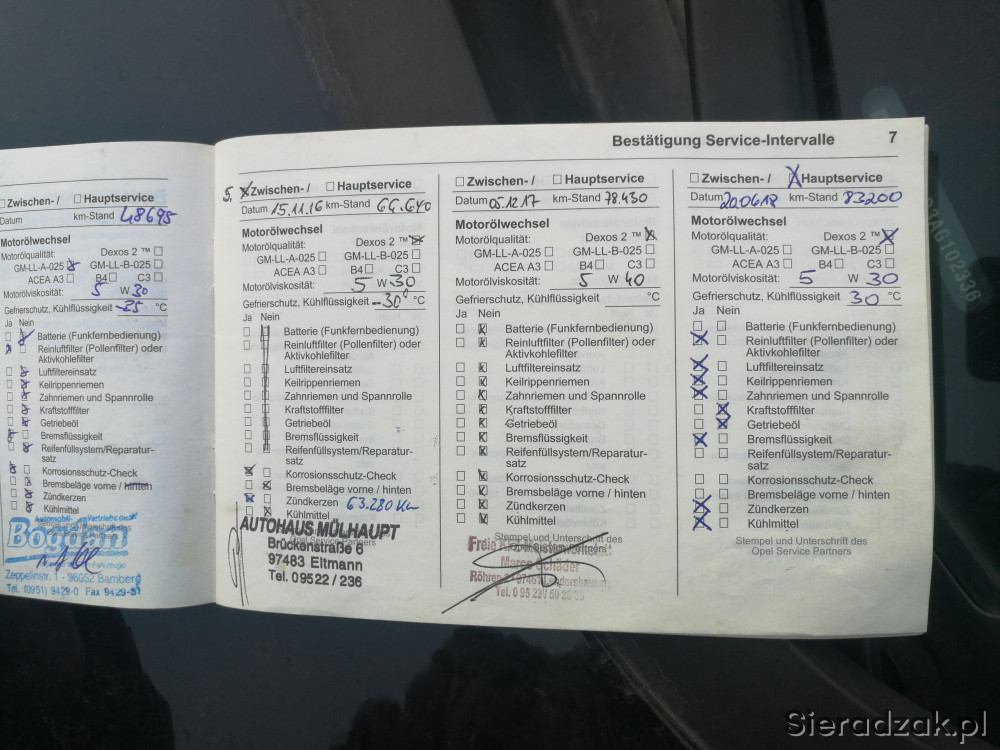 Bestätigung Service-Intervalle 7
☐ Zwischen- / ☐ Hauptservice
Datum km-Stand 48695
Motorölwechsel
Motorölqualität: Dexos 2 ™ ☐
GM-LL-A-025 ☒ GM-LL-B-025 ☐
ACEA A3 ☐ B4 ☐ C3 ☐
Motorölviskosität: 5 W 30
Gefrierschutz, Kühlflüssigkeit -25 °C
Ja Nein
Batterie (Funkfernbedienung)
Reinluftfilter (Pollenfilter) oder
Aktivkohlefilter
Luftfiltereinsatz
Keilrippenriemen
Zahnriemen und Spannrolle
Kraftstofffilter
Getriebeöl
Bremsflüssigkeit
Reifenfüllsystem/Reparatur-
satz
Korrosionsschutz-Check
Bremsbeläge vorne / hinten
Zündkerzen
Kühlmittel
Bogdan
Zeppelinstr. 1 - 96052 Bamberg
Tel. (0951) 9429-0 Fax 9429-
5. ☒ Zwischen- / ☐ Hauptservice
Datum 15.11.16 km-Stand 66.640
Motorölwechsel
Motorölqualität: Dexos 2 ™ ☒
GM-LL-A-025 ☐ GM-LL-B-025 ☐
ACEA A3 ☐ B4 ☐ C3 ☐
Motorölviskosität: 5 W 30
Gefrierschutz, Kühlflüssigkeit -30° °C
Ja Nein
Batterie (Funkfernbedienung)
Reinluftfilter (Pollenfilter) oder
Aktivkohlefilter
Luftfiltereinsatz
Keilrippenriemen
Zahnriemen und Spannrolle
Kraftstofffilter
Getriebeöl
Bremsflüssigkeit
Reifenfüllsystem/Reparatur-
satz
Korrosionsschutz-Check
Bremsbeläge vorne / hinten
Zündkerzen 63.280 Km
Kühlmittel
AUTOHAUS MÜLHAUPT
Brückenstraße 6
Opel Service Partners
97483 Eltmann
Tel. 09522 / 236
☐ Zwischen- / ☐ Hauptservice
Datum 05.12.17 km-Stand 78.430
Motorölwechsel
Motorölqualität: Dexos 2 ™ ☒
GM-LL-A-025 ☐ GM-LL-B-025 ☐
ACEA A3 ☐ B4 ☐ C3 ☐
Motorölviskosität: 5 W 40
Gefrierschutz, Kühlflüssigkeit °C
Ja Nein
Batterie (Funkfernbedienung)
Reinluftfilter (Pollenfilter) oder
Aktivkohlefilter
Luftfiltereinsatz
Keilrippenriemen
Zahnriemen und Spannrolle
Kraftstofffilter
Getriebeöl
Bremsflüssigkeit
Reifenfüllsystem/Reparatur-
satz
Korrosionsschutz-Check
Bremsbeläge vorne / hinten
Zündkerzen
Kühlmittel
Stempel und Unterschrift des
Opel Service Partners
Freie
Marco Schäder
☐ Zwischen- / ☒ Hauptservice
Datum 20.06.18 km-Stand 83200
Motorölwechsel
Motorölqualität: Dexos 2 ™ ☒
GM-LL-A-025 ☐ GM-LL-B-025 ☐
ACEA A3 ☐ B4 ☐ C3 ☐
Motorölviskosität: 5 W 30
Gefrierschutz, Kühlflüssigkeit 30 °C
Ja Nein
Batterie (Funkfernbedienung)
Reinluftfilter (Pollenfilter) oder
Aktivkohlefilter
Luftfiltereinsatz
Keilrippenriemen
Zahnriemen und Spannrolle
Kraftstofffilter
Getriebeöl
Bremsflüssigkeit
Reifenfüllsystem/Reparatur-
satz
Korrosionsschutz-Check
Bremsbeläge vorne / hinten
Zündkerzen
Kühlmittel
Stempel und Unterschrift des
Opel Service Partners
Sieradzak.pl